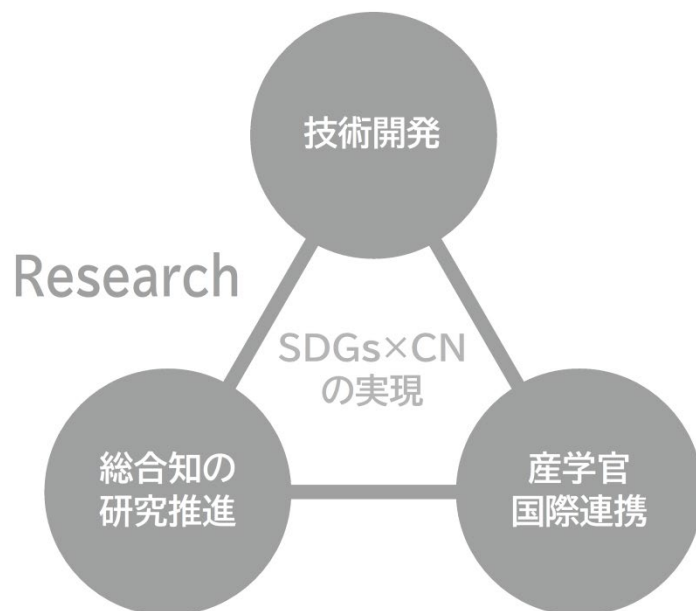 技術開発
Research
SDGs×CN
の実現
総合知の
研究推進
産学官
国際連携